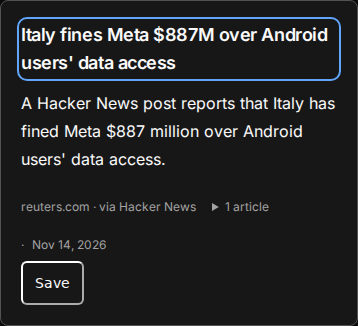 Italy fines Meta $887M over Android
users' data access
A Hacker News post reports that Italy has
fined Meta $887 million over Android
users' data access.
reuters.com · via Hacker News ▶ 1 article
· Nov 14, 2026
Save